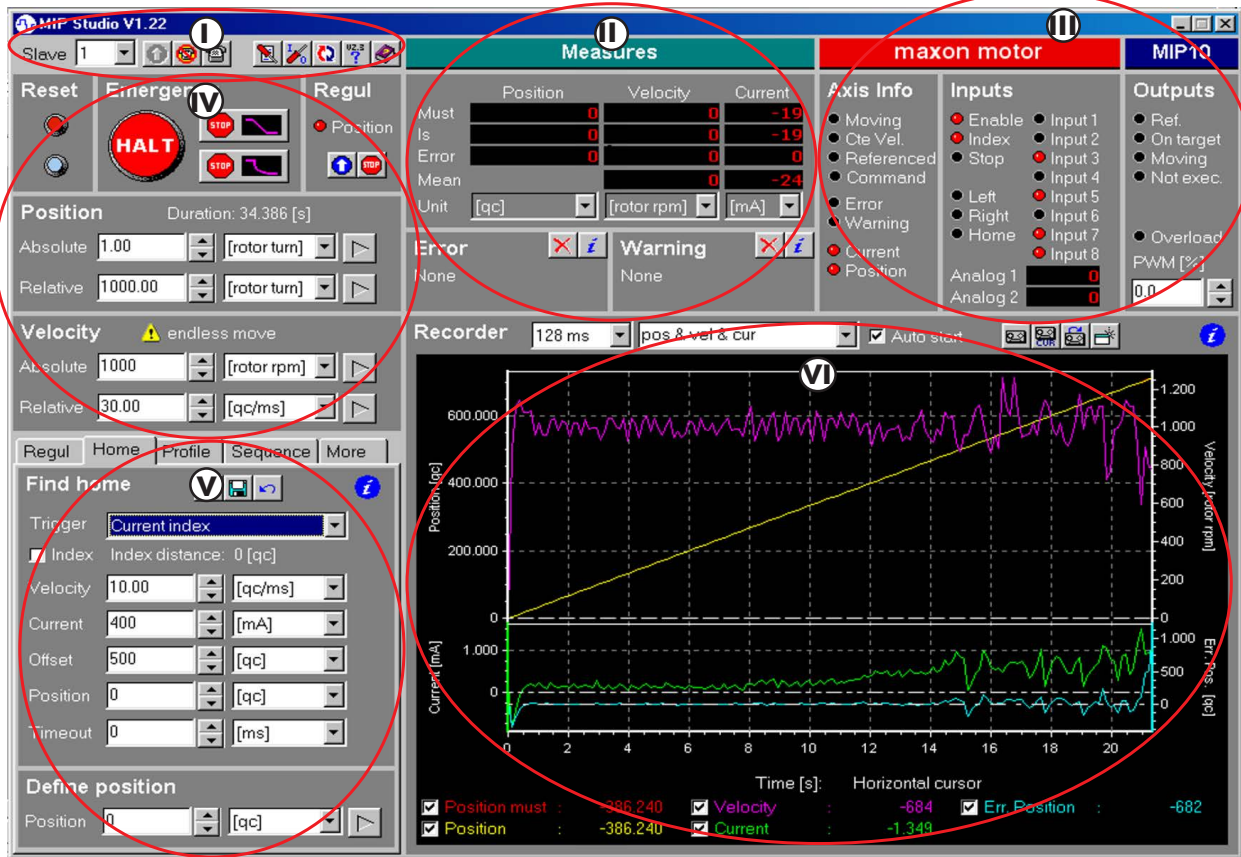 MIP Studio V1.22
Slave 1
I
V2.3
?
Reset Emergen
IV
Regul
HALT
STOP
STOP
Position
STOP
Position Duration: 34.386 [s]
Absolute 1.00 [rotor turn]
Relative 1000.00 [rotor turn]
Velocity endless move
Absolute 1000 [rotor rpm]
Relative 30.00 [qc/ms]
Regul Home Profile Sequence More
Find home
V
i
Trigger Current index
Index Index distance: 0 [qc]
Velocity 10.00 [qc/ms]
Current 400 [mA]
Offset 500 [qc]
Position 0 [qc]
Timeout 0 [ms]
Define position
Position 0 [qc]
II
Measures
Position Velocity Current
Must 0 0 -19
Is 0 0 -19
Error 0 0 0
Mean 0 -24
Unit [qc] [rotor rpm] [mA]
Error i
None
Warning i
None
III
maxon motor
MIP10
Axis Info
Moving
Cte Vel.
Referenced
Command
Error
Warning
Current
Position
Inputs
Enable Input 1
Index Input 2
Stop Input 3
Input 4
Left Input 5
Right Input 6
Home Input 7
Input 8
Analog 1 0
Analog 2 0
Outputs
Ref.
On target
Moving
Not exec.
Overload
PWM [%]
0.0
Recorder 128 ms pos & vel & cur Auto start CUR i
VI
Position [qc]
600.000
400.000
200.000
0
Velocity [rotor rpm]
1.200
1.000
800
600
400
200
0
Current [mA]
1.000
0
Err. Pos. [qc]
1.000
500
0
0 2 4 6 8 10 12 14 16 18 20
Time [s]: Horizontal cursor
Position must : -386.240 Velocity : -684 Err. Position : -682
Position : -386.240 Current : -1.349